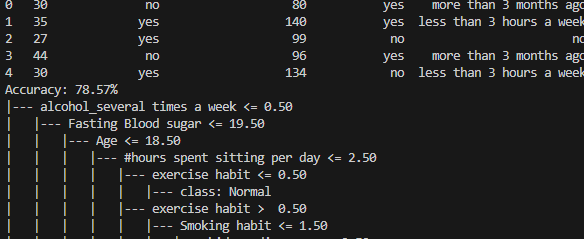 0 30 no 80 yes more than 3 months ago
1 35 yes 140 yes less than 3 hours a week
2 27 yes 99 no no
3 44 no 96 yes more than 3 months ago
4 30 yes 134 no less than 3 hours a week
Accuracy: 78.57%
|--- alcohol_several times a week <= 0.50
|   |--- Fasting Blood sugar <= 19.50
|   |   |--- Age <= 18.50
|   |   |   |--- #hours spent sitting per day <= 2.50
|   |   |   |   |--- exercise habit <= 0.50
|   |   |   |   |   |--- class: Normal
|   |   |   |   |--- exercise habit >  0.50
|   |   |   |   |   |--- Smoking habit <= 1.50